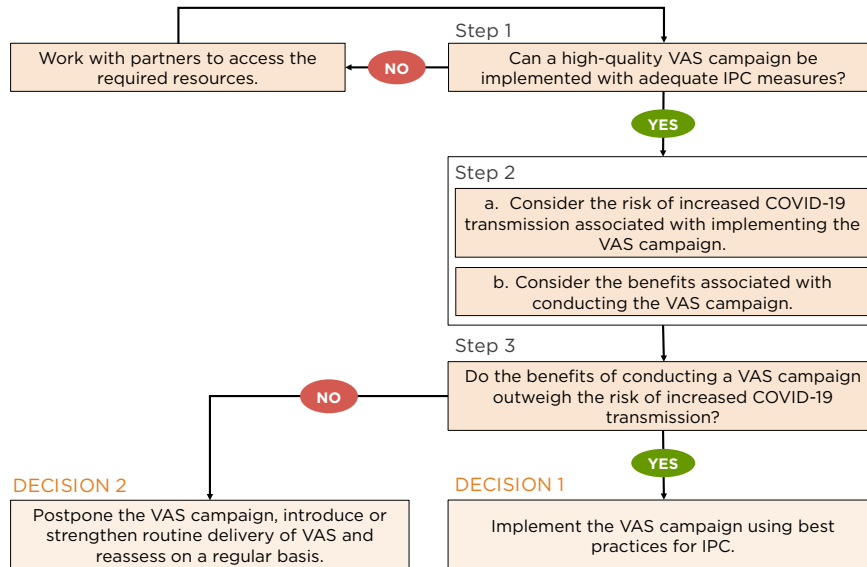 Step 1
Work with partners to access the
required resources.
NO
Can a high-quality VAS campaign be
implemented with adequate IPC measures?
YES
Step 2
a. Consider the risk of increased COVID-19
transmission associated with implementing the
VAS campaign.
b. Consider the benefits associated with
conducting the VAS campaign.
Step 3
Do the benefits of conducting a VAS campaign
outweigh the risk of increased COVID-19
transmission?
NO
YES
DECISION 2
Postpone the VAS campaign, introduce or
strengthen routine delivery of VAS and
reassess on a regular basis.
DECISION 1
Implement the VAS campaign using best
practices for IPC.